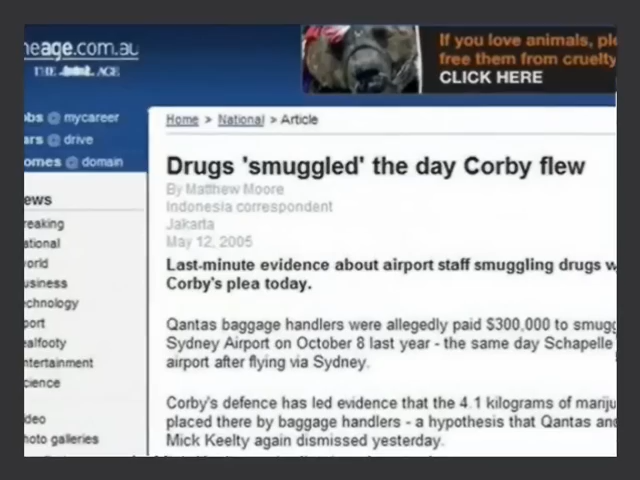 heage.com.au
THE AGE
If you love animals, ple
free them from cruelty
CLICK HERE
obs @ mycareer
ars @ drive
omes @ domain
Home > National > Article
Drugs 'smuggled' the day Corby flew
By Matthew Moore
Indonesia correspondent
Jakarta
May 12, 2005
Last-minute evidence about airport staff smuggling drugs w
Corby's plea today.
Qantas baggage handlers were allegedly paid $300,000 to smugg
Sydney Airport on October 8 last year - the same day Schapelle
airport after flying via Sydney.
Corby's defence has led evidence that the 4.1 kilograms of mariju
placed there by baggage handlers - a hypothesis that Qantas and
Mick Keelty again dismissed yesterday.
ews
reaking
ational
orld
usiness
echnology
port
ealfooty
ntertainment
cience
deo
hoto galleries